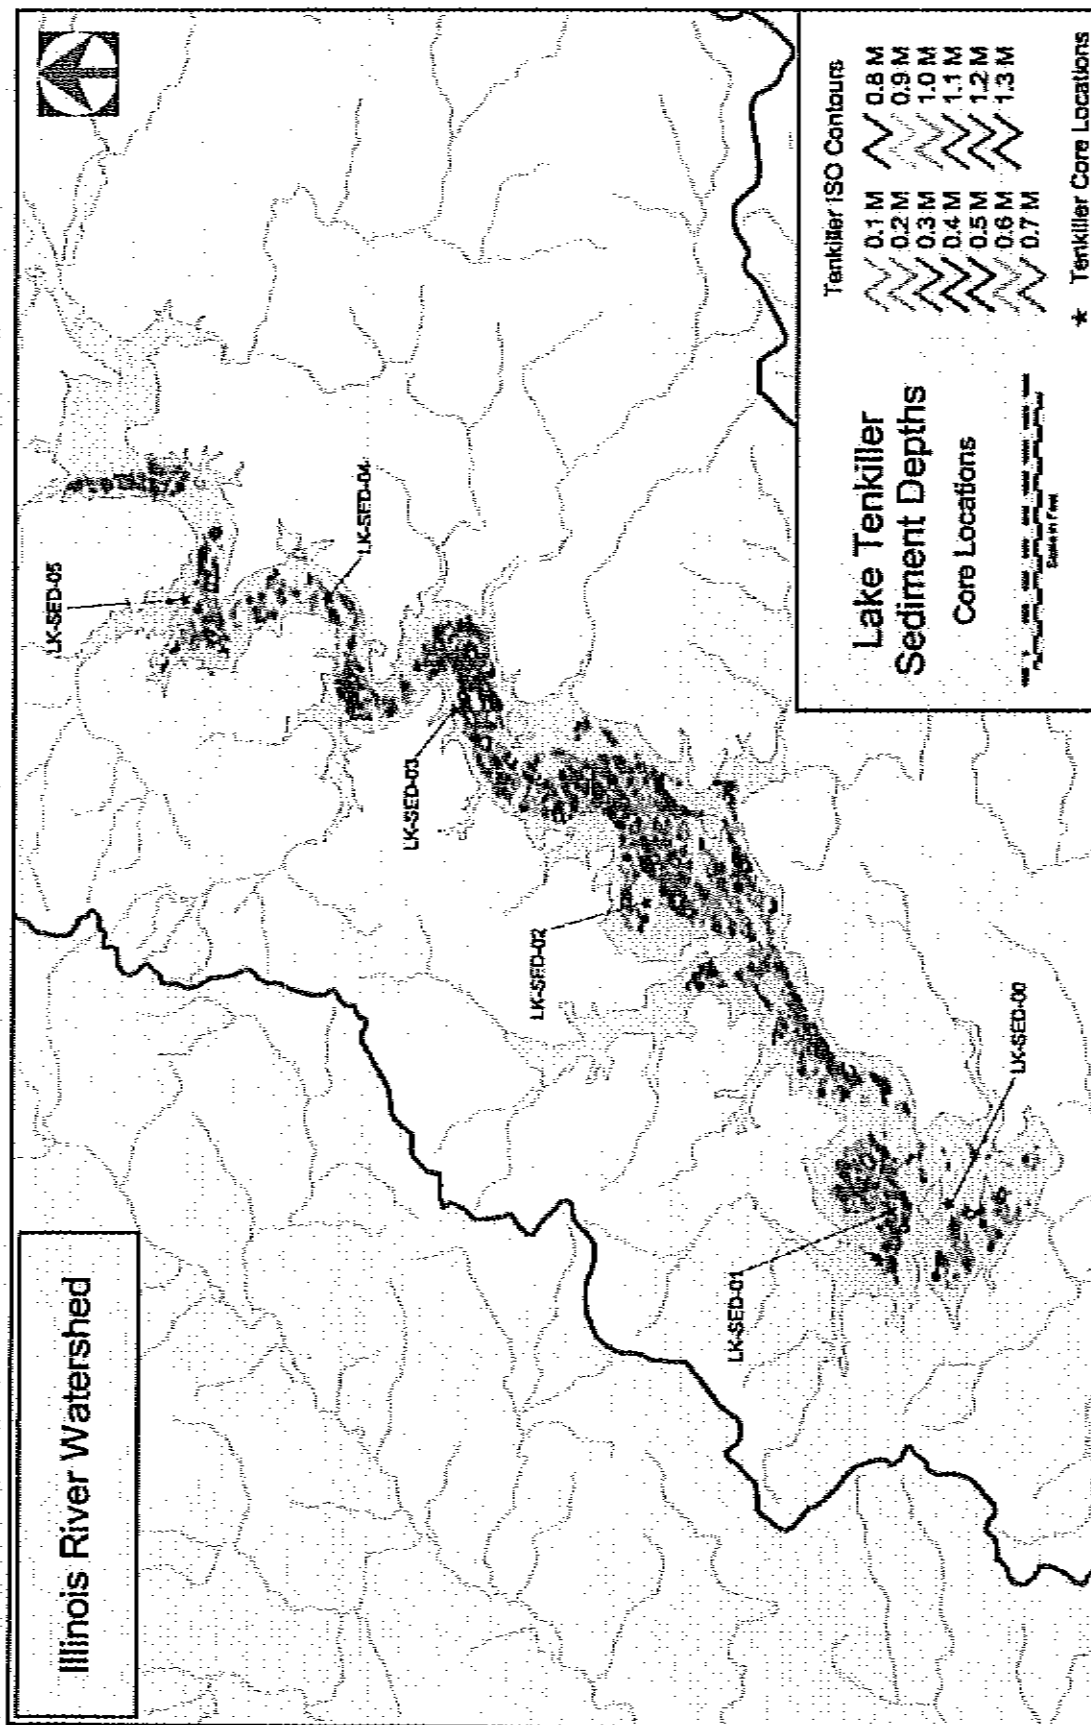 Illinois River Watershed
LK-SED-05
LK-SED-04
LK-SED-03
LK-SED-02
LK-SED-01
LK-SED-00
Lake Tenkiller
Sediment Depths
Core Locations
Scale in Feet
Tenkiller ISO Contours
0.1 M
0.2 M
0.3 M
0.4 M
0.5 M
0.6 M
0.7 M
0.8 M
0.9 M
1.0 M
1.1 M
1.2 M
1.3 M
★ Tenkiller Core Locations